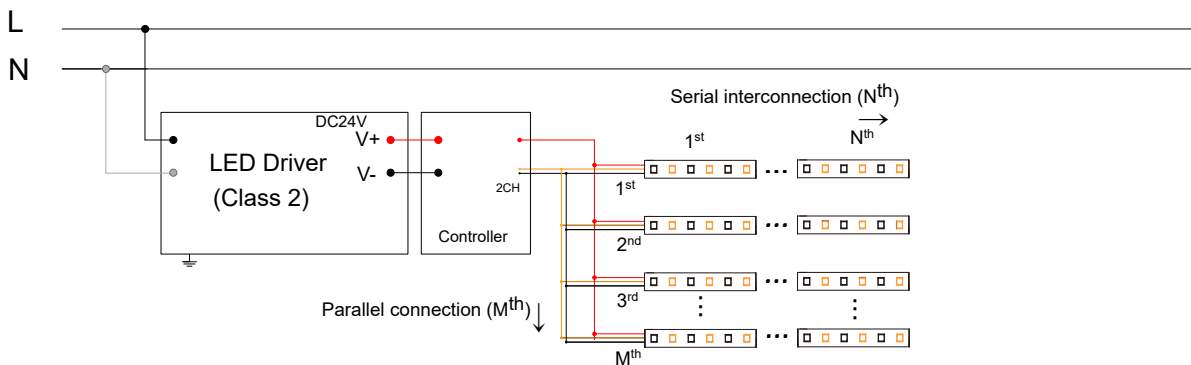 L
N
Serial interconnection (Nth)
Nth
1st
DC24V
V+
LED Driver
V-
(Class 2)
2CH
1st
Controller
2nd
3rd
Parallel connection (Mth)
Mth